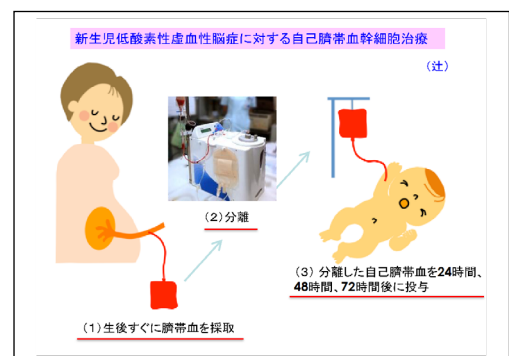 新生児低酸素性虚血性脳症に対する自己臍帯血幹細胞治療
（辻）
（2）分離
（3）分離した自己臍帯血を24時間、
48時間、72時間後に投与
（1）生後すぐに臍帯血を採取